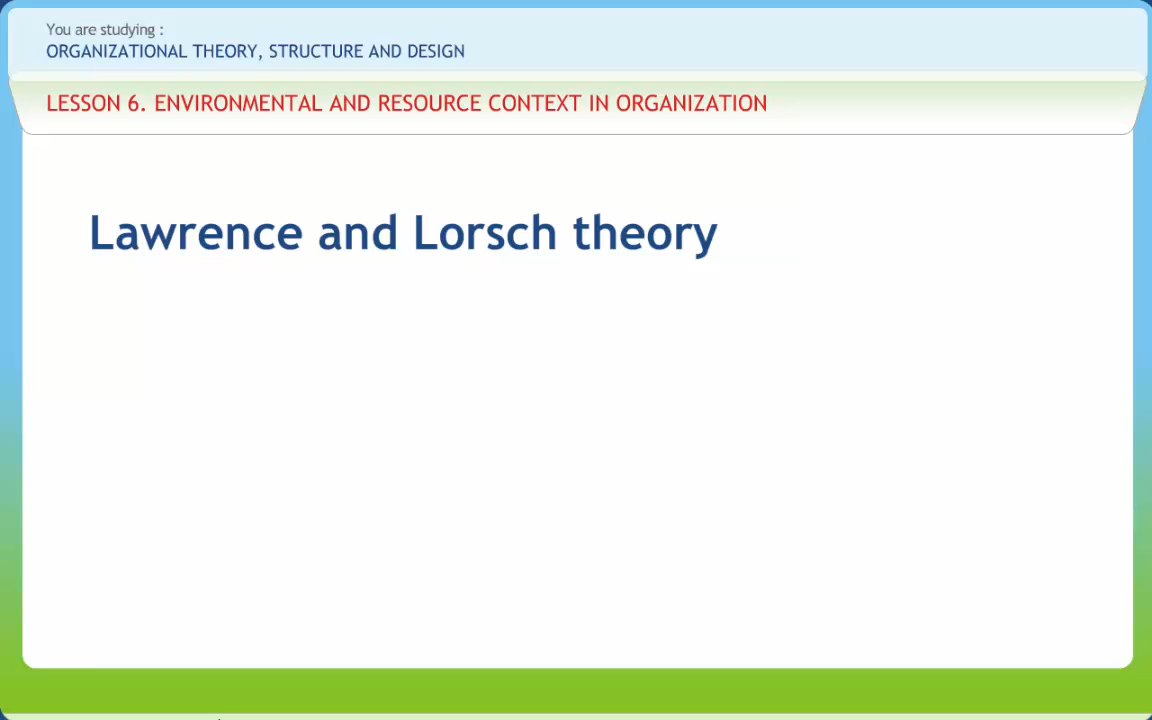 You are studying :
ORGANIZATIONAL THEORY, STRUCTURE AND DESIGN
LESSON 6. ENVIRONMENTAL AND RESOURCE CONTEXT IN ORGANIZATION
Lawrence and Lorsch theory